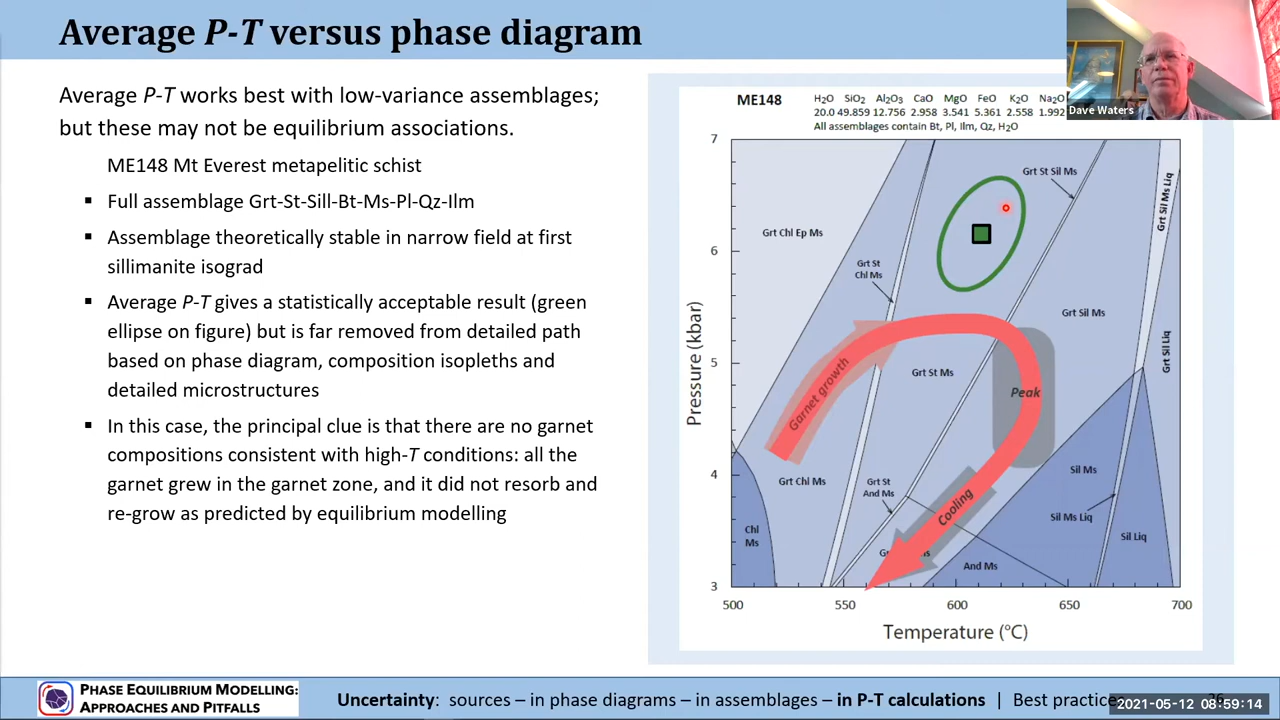 Average P-T versus phase diagram
Average P-T works best with low-variance assemblages;
but these may not be equilibrium associations.
ME148 Mt Everest metapelitic schist
▪ Full assemblage Grt-St-Sill-Bt-Ms-Pl-Qz-Ilm
▪ Assemblage theoretically stable in narrow field at first
sillimanite isograd
▪ Average P-T gives a statistically acceptable result (green
ellipse on figure) but is far removed from detailed path
based on phase diagram, composition isopleths and
detailed microstructures
▪ In this case, the principal clue is that there are no garnet
compositions consistent with high-T conditions: all the
garnet grew in the garnet zone, and it did not resorb and
re-grow as predicted by equilibrium modelling
ME148
H₂O SiO₂ Al₂O₃ CaO MgO FeO K₂O Na₂O
20.0 49.859 12.756 2.958 3.541 5.361 2.558 1.992
All assemblages contain Bt, Pl, Ilm, Qz, H₂O
Dave Waters
7
6
5
4
3
Pressure (kbar)
Grt Chl Ep Ms
Grt St
Chl Ms
Grt St Sil Ms
Grt Sil Ms Liq
Grt Sil Ms
Grt Sil Liq
Garnet growth
Grt St Ms
Peak
Grt Chl Ms
Grt St
And Ms
Cooling
Sil Ms
Sil Ms Liq
Sil Liq
Chl
Ms
And Ms
500
550
600
650
700
Temperature (°C)
PHASE EQUILIBRIUM MODELLING:
APPROACHES AND PITFALLS
Uncertainty: sources – in phase diagrams – in assemblages – in P-T calculations | Best practices
2021-05-12 08:59:14